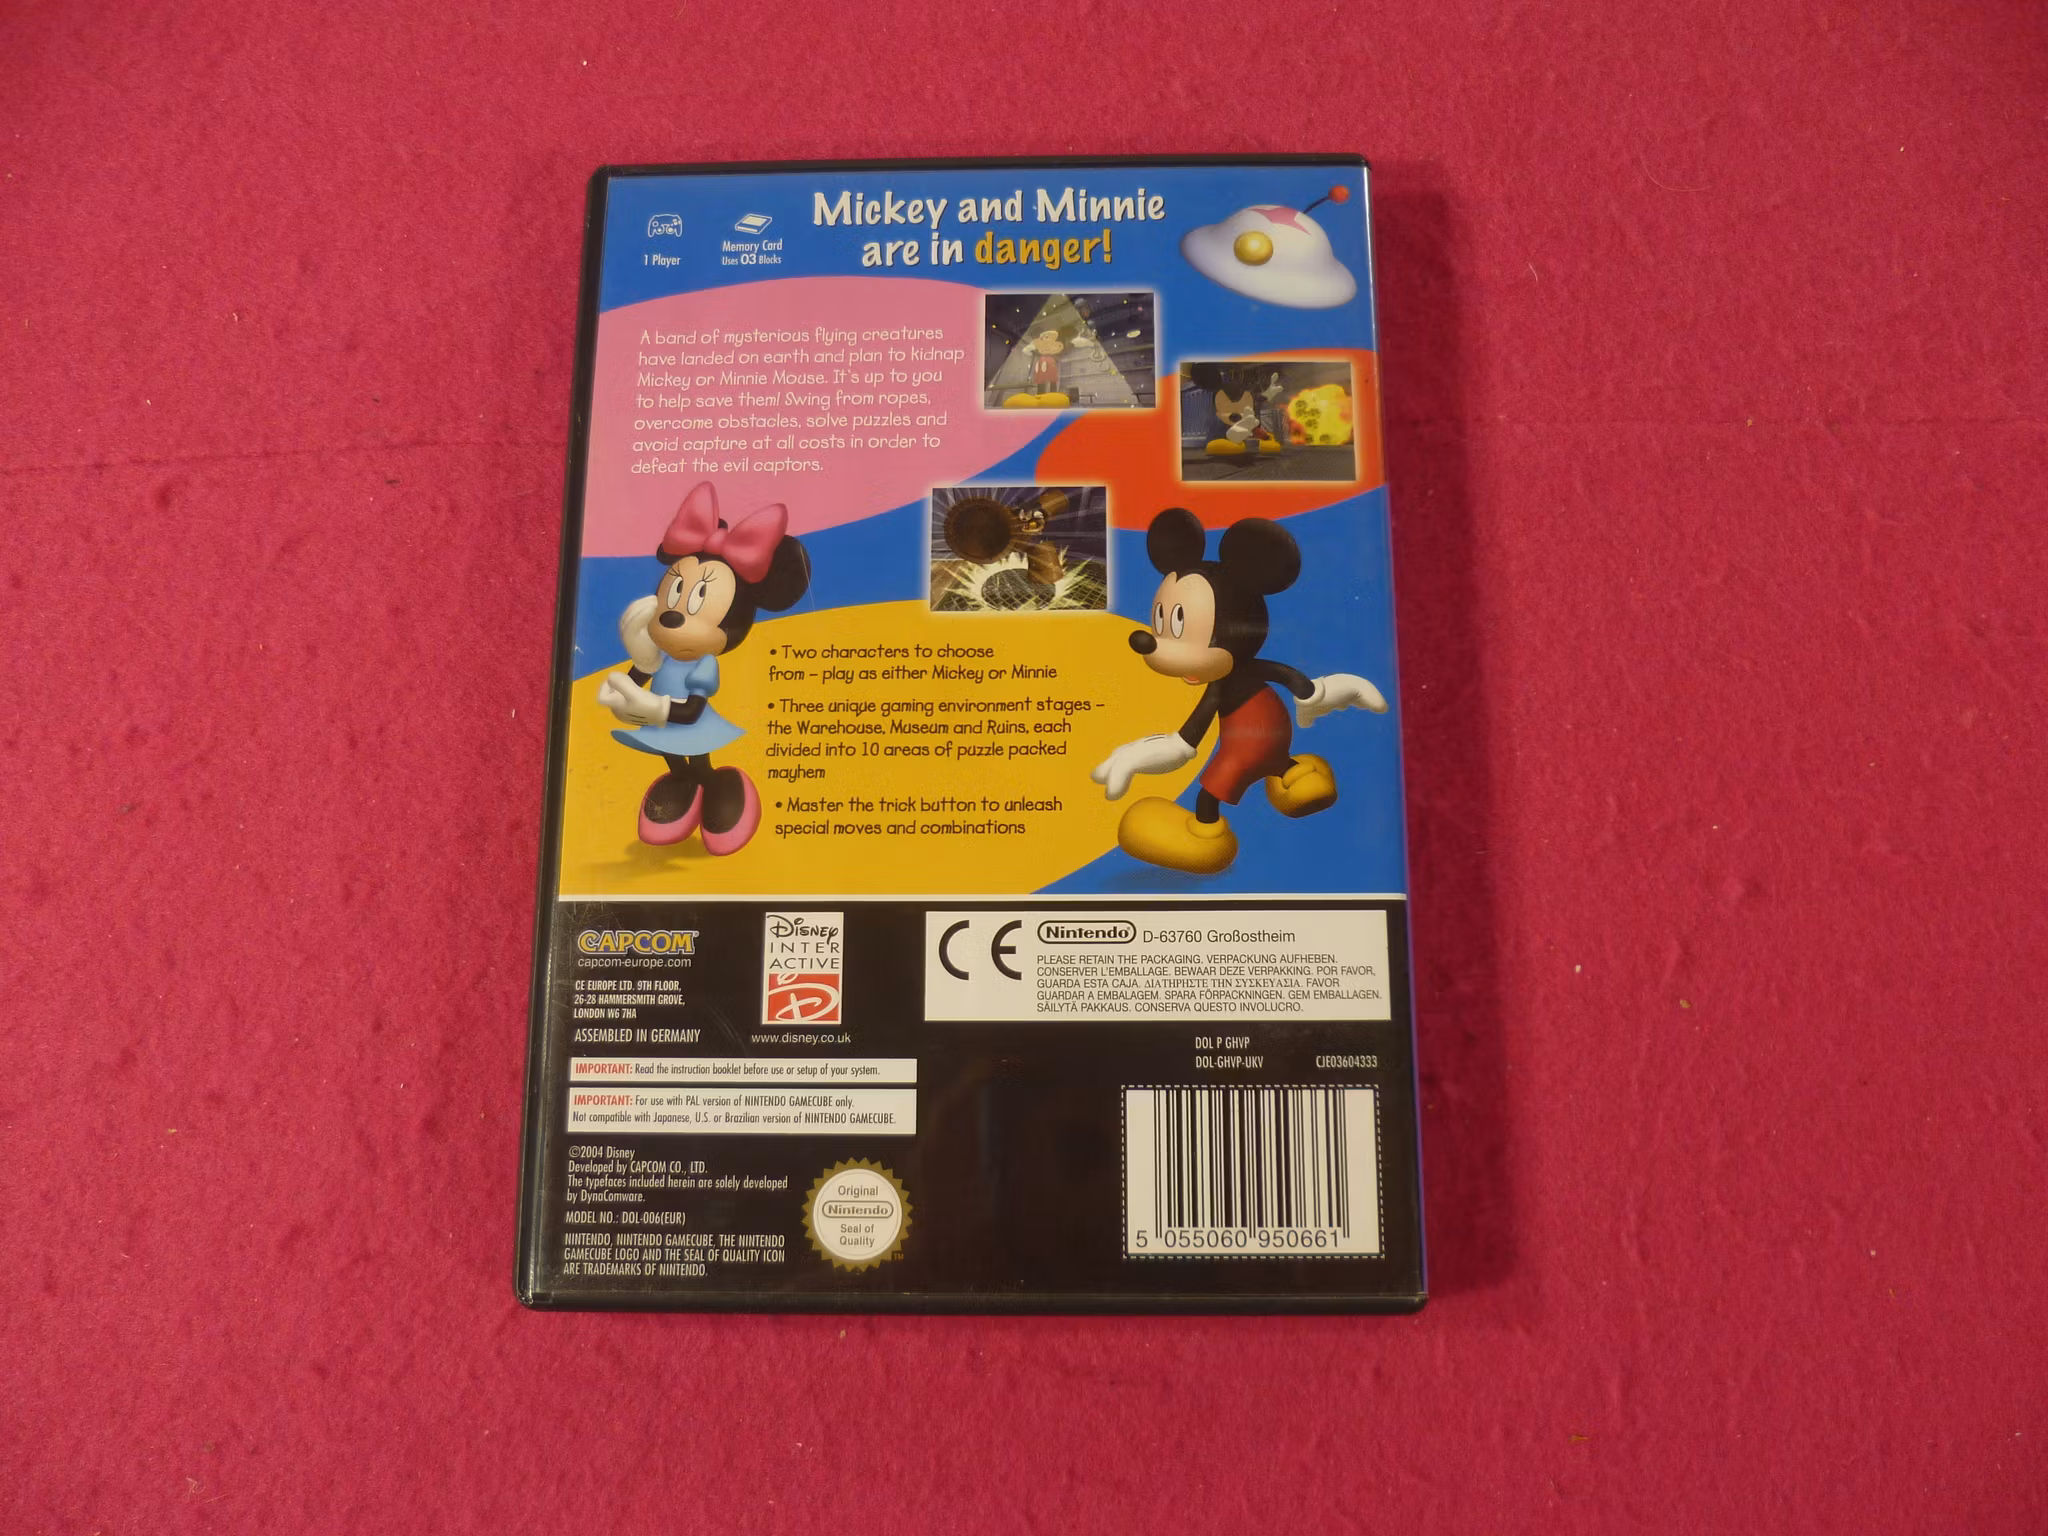 Mickey and Minnie
are in danger!
1 Player
Memory Card
Uses 03 Blocks
A band of mysterious flying creatures
have landed on earth and plan to kidnap
Mickey or Minnie Mouse. It's up to you
to help save them! Swing from ropes,
overcome obstacles, solve puzzles and
avoid capture at all costs in order to
defeat the evil captors.
• Two characters to choose
from – play as either Mickey or Minnie
• Three unique gaming environment stages –
the Warehouse, Museum and Ruins, each
divided into 10 areas of puzzle packed
mayhem
• Master the trick button to unleash
special moves and combinations
CAPCOM®
capcom-europe.com
CE EUROPE LTD. 9TH FLOOR,
26-28 HAMMERSMITH GROVE,
LONDON W6 7HA
ASSEMBLED IN GERMANY
Disney
INTER
ACTIVE
D
www.disney.co.uk
CE
Nintendo® D-63760 Großostheim
PLEASE RETAIN THE PACKAGING. VERPACKUNG AUFHEBEN.
CONSERVER L'EMBALLAGE. BEWAAR DEZE VERPAKKING. POR FAVOR,
GUARDA ESTA CAJA. ΔΙΑΤΗΡΗΣΤΕ ΤΗΝ ΣΥΣΚΕΥΑΣΙΑ. FAVOR
GUARDAR A EMBALAGEM. SPARA FÖRPACKNINGEN. GEM EMBALLAGEN.
SÄILYTÄ PAKKAUS. CONSERVA QUESTO INVOLUCRO.
IMPORTANT: Read the instruction booklet before use or setup of your system.
IMPORTANT: For use with PAL version of NINTENDO GAMECUBE only.
Not compatible with Japanese, U.S. or Brazilian version of NINTENDO GAMECUBE.
DOL P GHVP
DOL-GHVP-UKV
CJE03604333
©2004 Disney
Developed by CAPCOM CO., LTD.
The typefaces included herein are solely developed
by DynaComware.
MODEL NO.: DOL-006(EUR)
NINTENDO, NINTENDO GAMECUBE, THE NINTENDO
GAMECUBE LOGO AND THE SEAL OF QUALITY ICON
ARE TRADEMARKS OF NINTENDO.
Original
Nintendo
Seal of
Quality
TM
5 055060 950661